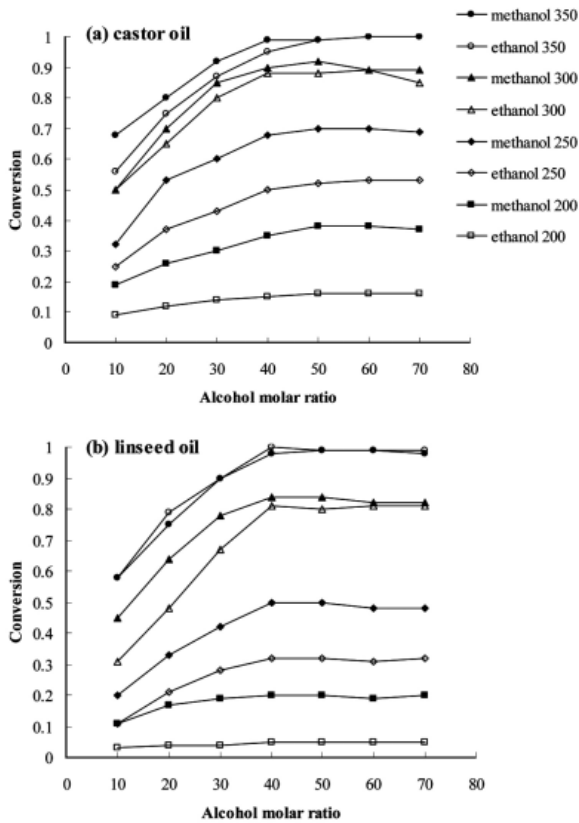 (a) castor oil
Conversion
1
0.9
0.8
0.7
0.6
0.5
0.4
0.3
0.2
0.1
0
0 10 20 30 40 50 60 70 80
Alcohol molar ratio
methanol 350
ethanol 350
methanol 300
ethanol 300
methanol 250
ethanol 250
methanol 200
ethanol 200
(b) linseed oil
Conversion
1
0.9
0.8
0.7
0.6
0.5
0.4
0.3
0.2
0.1
0
0 10 20 30 40 50 60 70 80
Alcohol molar ratio